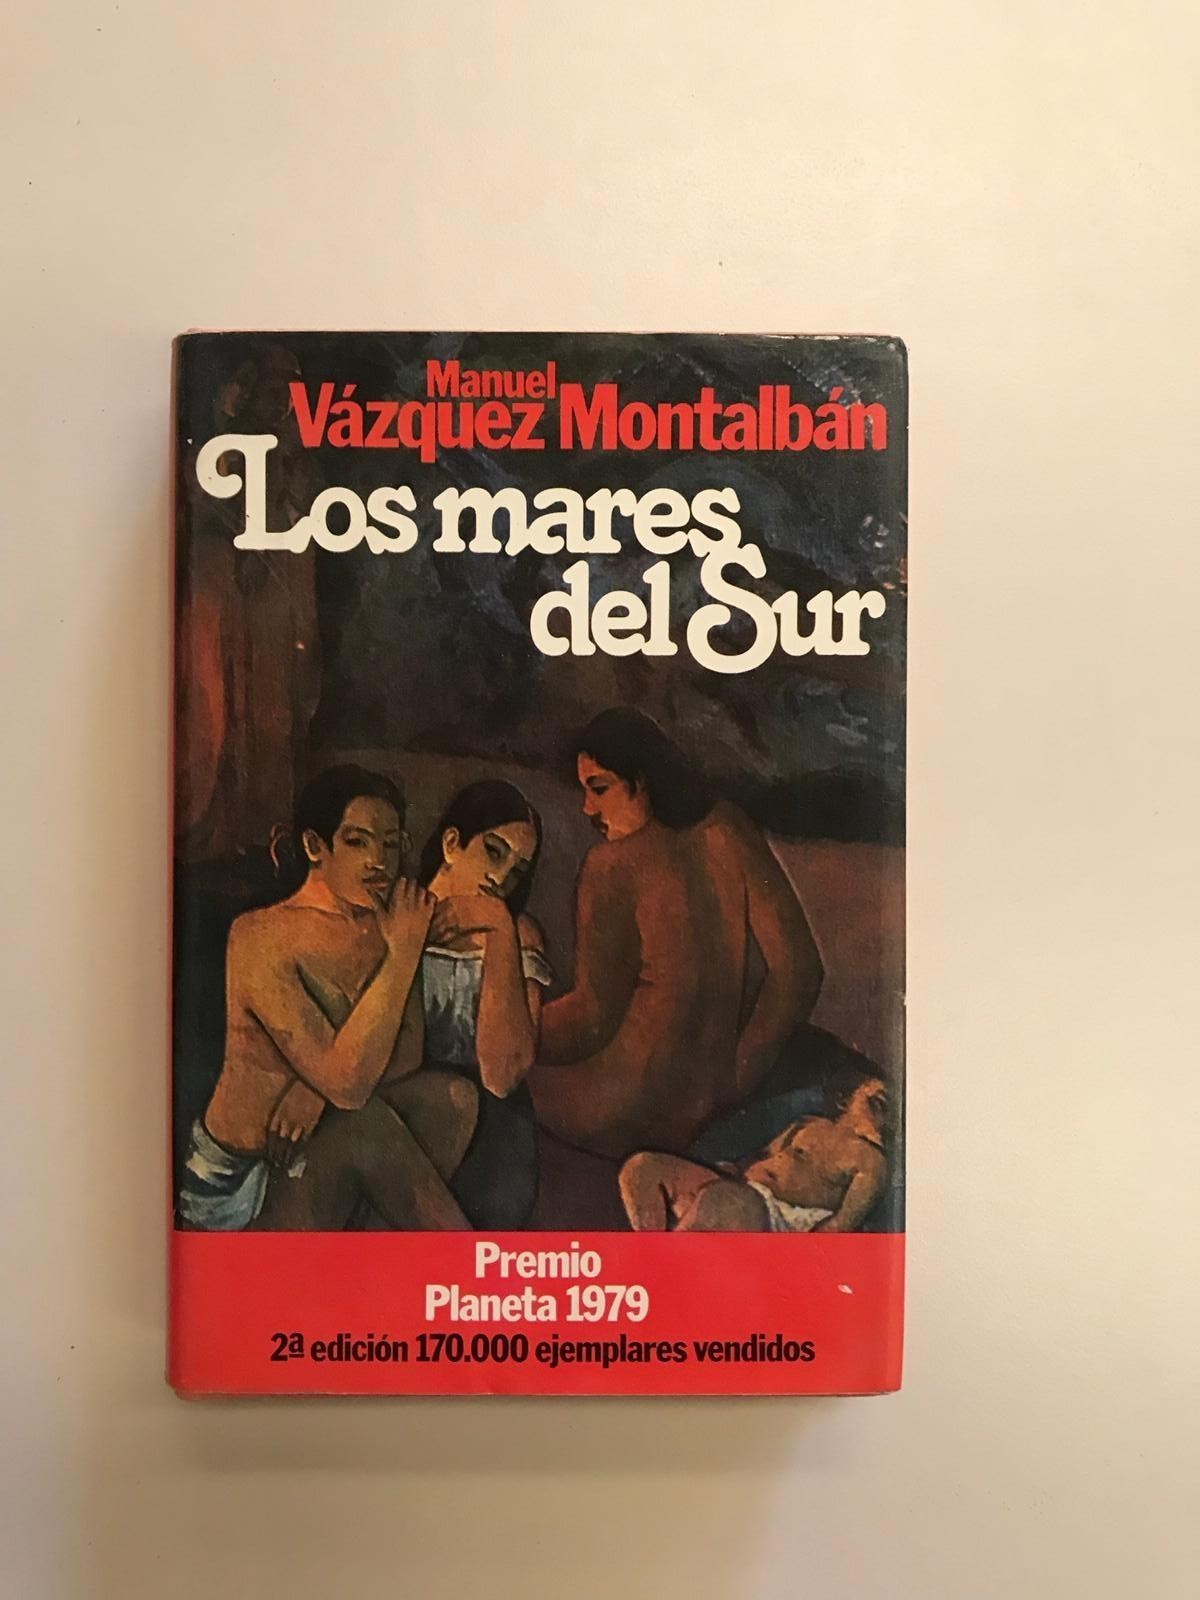 Manuel
Vázquez Montalbán
Los mares
del Sur
Premio
Planeta 1979
2ª edición 170.000 ejemplares vendidos